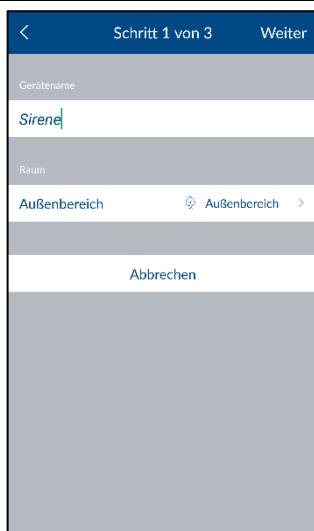 Schritt 1 von 3 Weiter
Gerätename
Sirene
Raum
Außenbereich Außenbereich
Abbrechen